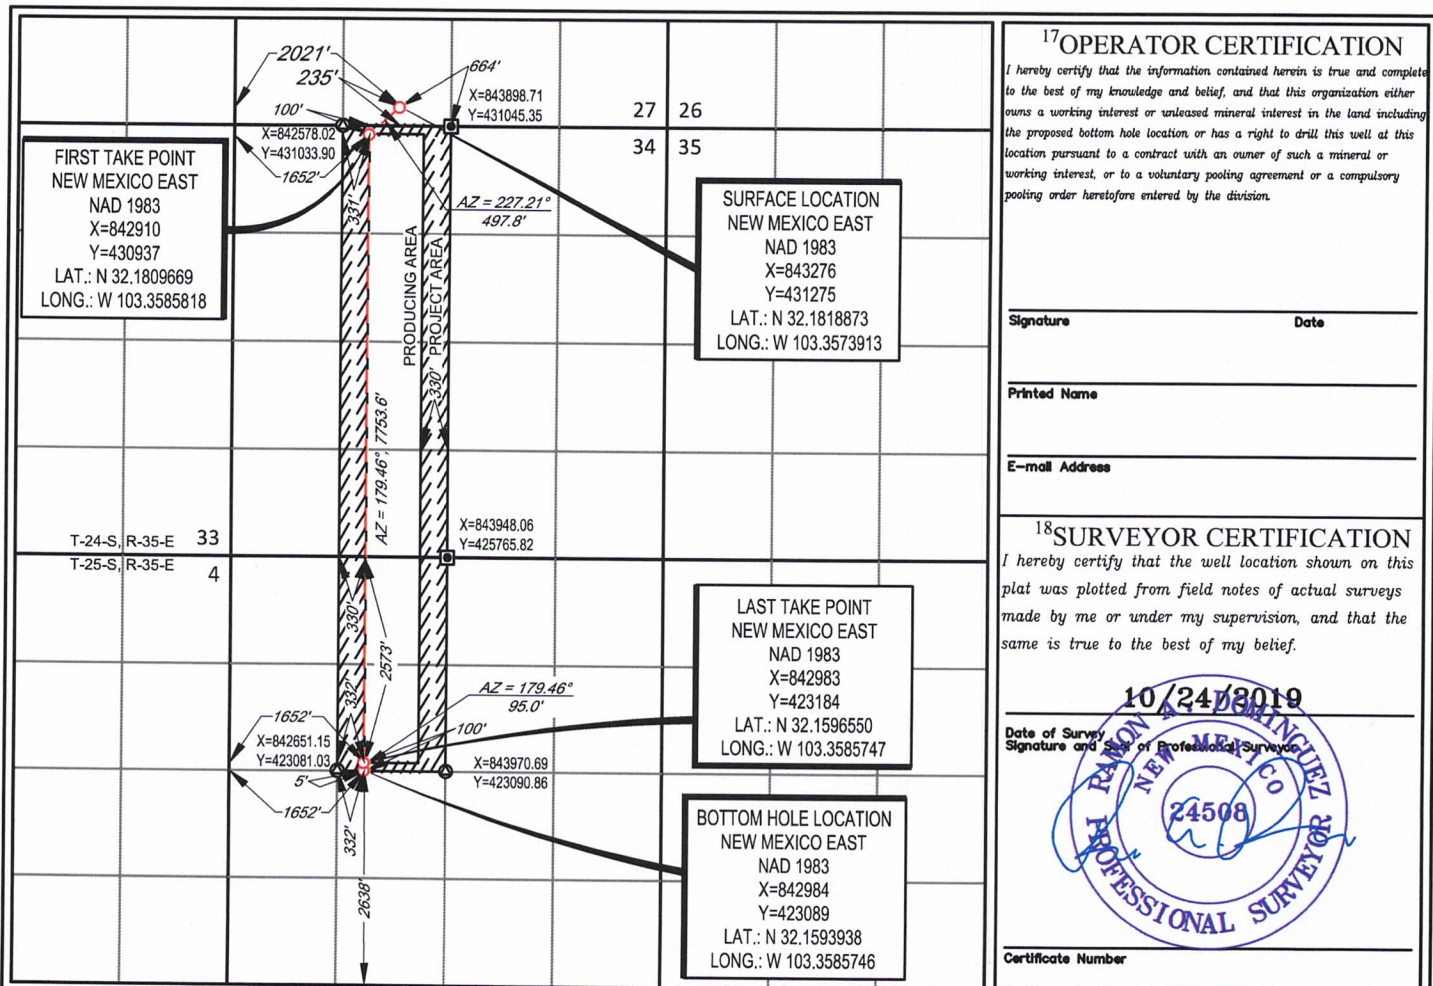 2021'
235'
664'
100'
X=843898.71
Y=431045.35
27 26
34 35
X=842578.02
Y=431033.90
1652'
331'
AZ = 227.21°
497.8'
FIRST TAKE POINT
NEW MEXICO EAST
NAD 1983
X=842910
Y=430937
LAT.: N 32.1809669
LONG.: W 103.3585818
SURFACE LOCATION
NEW MEXICO EAST
NAD 1983
X=843276
Y=431275
LAT.: N 32.1818873
LONG.: W 103.3573913
PRODUCING AREA
PROJECT AREA
330'
AZ = 179.46°, 7753.6'
T-24-S, R-35-E 33
T-25-S, R-35-E
4
X=843948.06
Y=425765.82
330'
2573'
332'
AZ = 179.46°
95.0'
100'
LAST TAKE POINT
NEW MEXICO EAST
NAD 1983
X=842983
Y=423184
LAT.: N 32.1596550
LONG.: W 103.3585747
1652'
X=842651.15
Y=423081.03
5'
1652'
332'
2638'
X=843970.69
Y=423090.86
BOTTOM HOLE LOCATION
NEW MEXICO EAST
NAD 1983
X=842984
Y=423089
LAT.: N 32.1593938
LONG.: W 103.3585746
17OPERATOR CERTIFICATION
I hereby certify that the information contained herein is true and complete
to the best of my knowledge and belief, and that this organization either
owns a working interest or unleased mineral interest in the land including
the proposed bottom hole location or has a right to drill this well at this
location pursuant to a contract with an owner of such a mineral or
working interest, or to a voluntary pooling agreement or a compulsory
pooling order heretofore entered by the division.
Signature Date
Printed Name
E-mail Address
18SURVEYOR CERTIFICATION
I hereby certify that the well location shown on this
plat was plotted from field notes of actual surveys
made by me or under my supervision, and that the
same is true to the best of my belief.
10/24/2019
Date of Survey
Signature and Seal of Professional Surveyor:
RAMON A. DOMINGUEZ
NEW MEXICO
24508
PROFESSIONAL SURVEYOR
Certificate Number